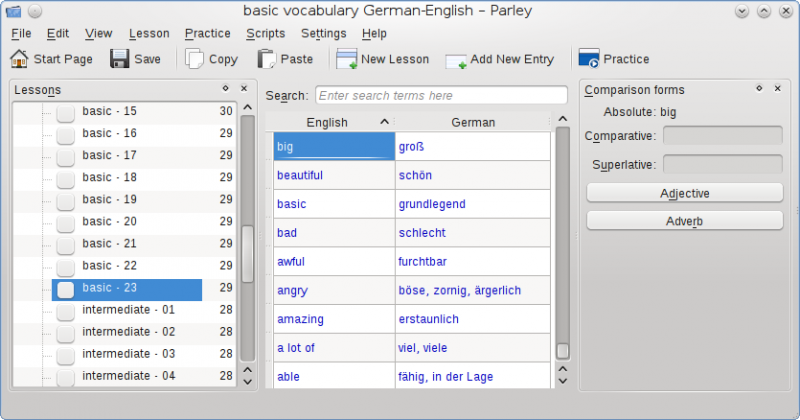 basic vocabulary German-English – Parley
File Edit View Lesson Practice Scripts Settings Help
Start Page Save Copy Paste New Lesson Add New Entry Practice
Lessons
basic - 15 30
basic - 16 29
basic - 17 29
basic - 18 29
basic - 19 29
basic - 20 29
basic - 21 29
basic - 22 29
basic - 23 29
intermediate - 01 28
intermediate - 02 28
intermediate - 03 28
intermediate - 04 28
Search: Enter search terms here
English German
big groß
beautiful schön
basic grundlegend
bad schlecht
awful furchtbar
angry böse, zornig, ärgerlich
amazing erstaunlich
a lot of viel, viele
able fähig, in der Lage
Comparison forms
Absolute: big
Comparative:
Superlative:
Adjective
Adverb